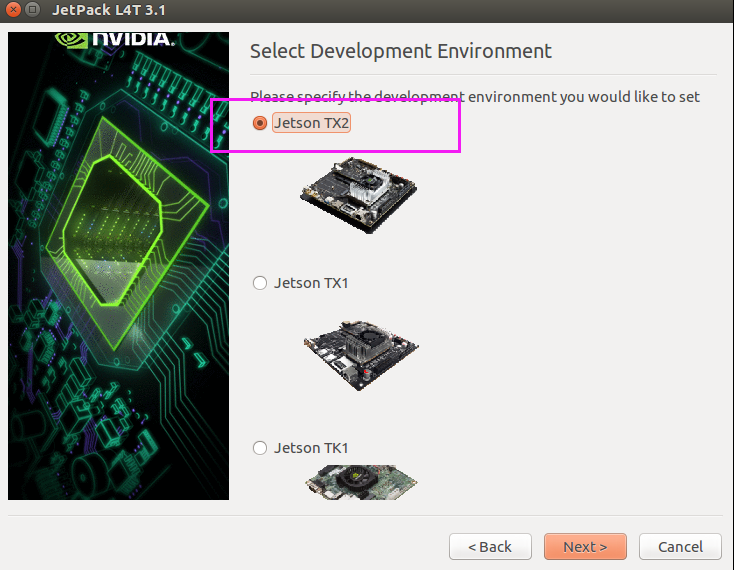 JetPack L4T 3.1
NVIDIA.
Select Development Environment
Please specify the development environment you would like to set
Jetson TX2
Jetson TX1
Jetson TK1
< Back
Next >
Cancel